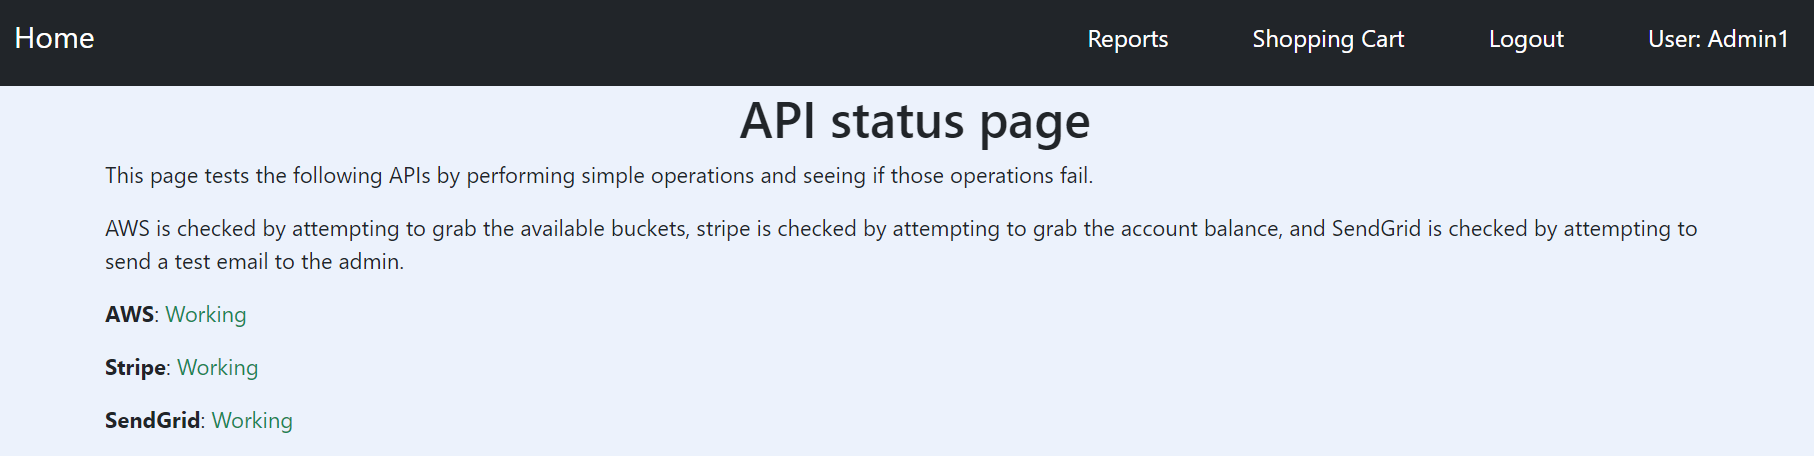 Home Reports Shopping Cart Logout User: Admin1
API status page
This page tests the following APIs by performing simple operations and seeing if those operations fail.
AWS is checked by attempting to grab the available buckets, stripe is checked by attempting to grab the account balance, and SendGrid is checked by attempting to
send a test email to the admin.
AWS: Working
Stripe: Working
SendGrid: Working